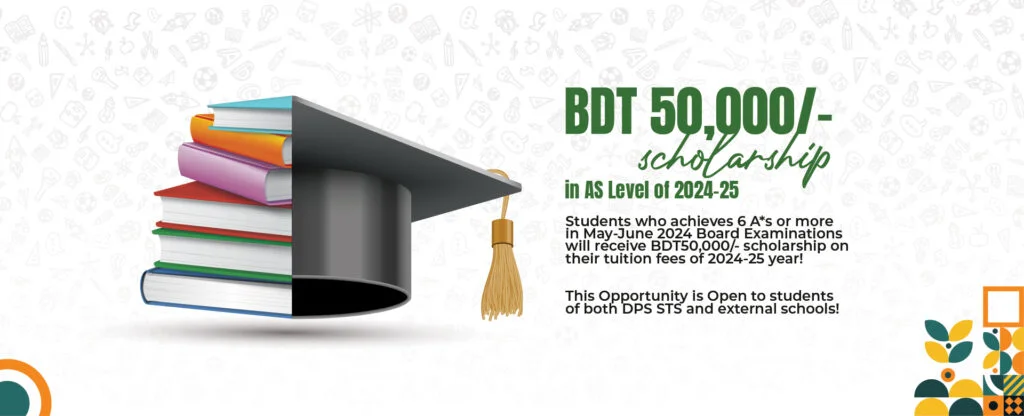 BDT 50,000/-
scholarship
in AS Level of 2024-25
Students who achieves 6 A*s or more
in May-June 2024 Board Examinations
will receive BDT50,000/- scholarship on
their tuition fees of 2024-25 year!
This Opportunity is Open to students
of both DPS STS and external schools!